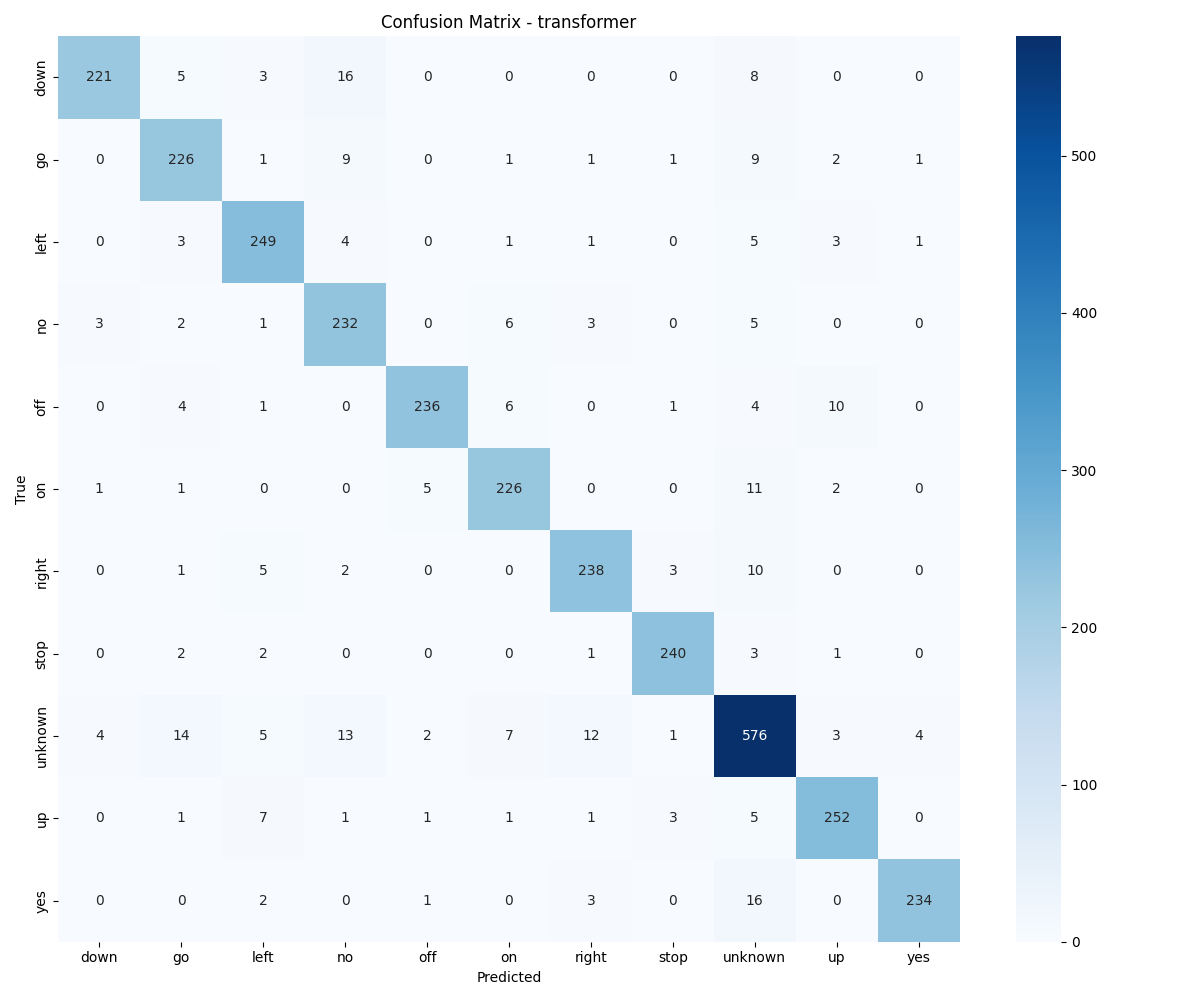 Confusion Matrix - transformer
True
down 221 5 3 16 0 0 0 0 8 0 0
go 0 226 1 9 0 1 1 1 9 2 1
left 0 3 249 4 0 1 1 0 5 3 1
no 3 2 1 232 0 6 3 0 5 0 0
off 0 4 1 0 236 6 0 1 4 10 0
on 1 1 0 0 5 226 0 0 11 2 0
right 0 1 5 2 0 0 238 3 10 0 0
stop 0 2 2 0 0 0 1 240 3 1 0
unknown 4 14 5 13 2 7 12 1 576 3 4
up 0 1 7 1 1 1 1 3 5 252 0
yes 0 0 2 0 1 0 3 0 16 0 234
down go left no off on right stop unknown up yes
Predicted
500
400
300
200
100
0